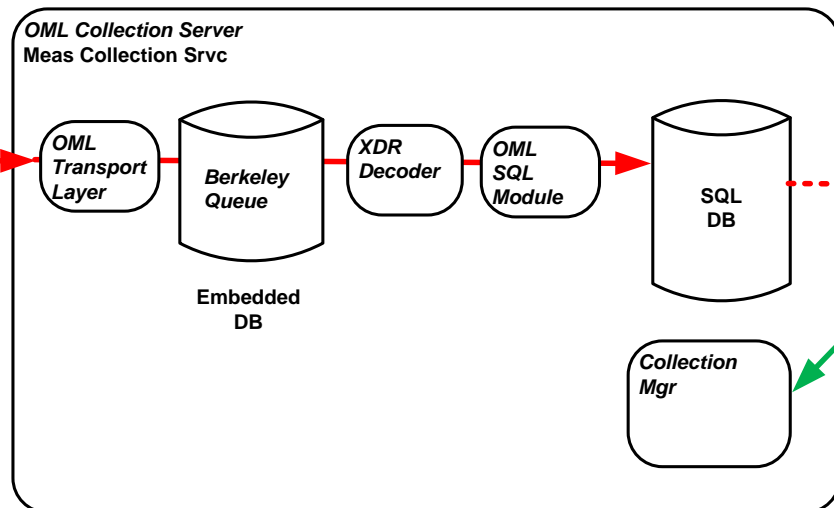 OML Collection Server
Meas Collection Srvc
OML
Transport
Layer
Berkeley
Queue
Embedded
DB
XDR
Decoder
OML
SQL
Module
SQL
DB
Collection
Mgr